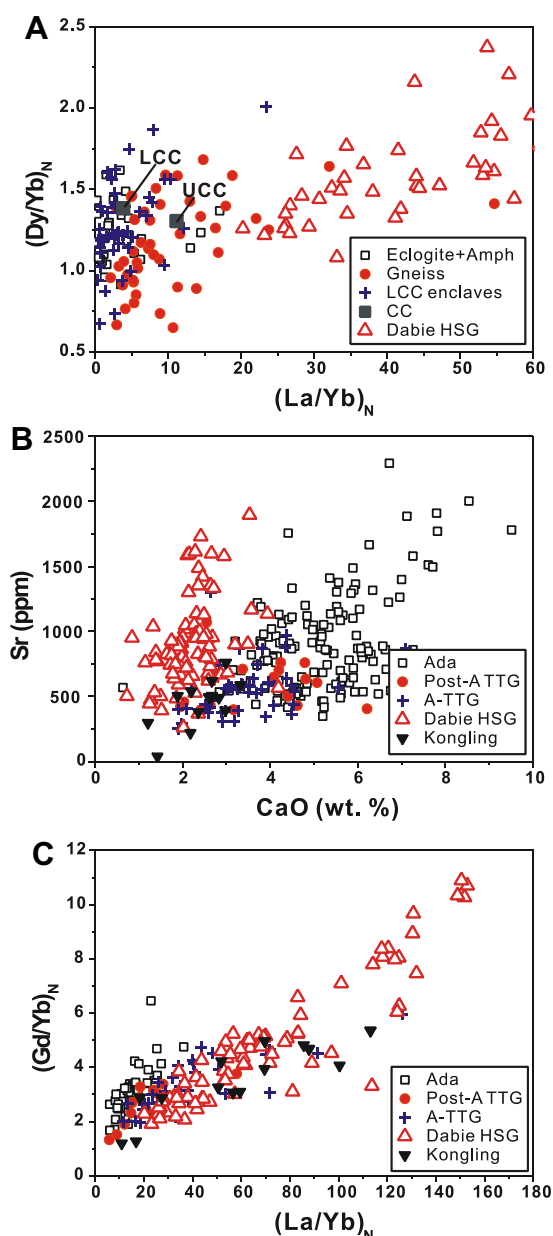 A
2.5
2.0
1.5
1.0
0.5
(Dy/Yb)N
LCC
UCC
Eclogite+Amph
Gneiss
LCC enclaves
CC
Dabie HSG
0 10 20 30 40 50 60
(La/Yb)N
B
2500
2000
1500
1000
500
0
Sr (ppm)
Ada
Post-A TTG
A-TTG
Dabie HSG
Kongling
0 2 4 6 8 10
CaO (wt. %)
C
12
10
8
6
4
2
0
(Gd/Yb)N
Ada
Post-A TTG
A-TTG
Dabie HSG
Kongling
0 20 40 60 80 100 120 140 160 180
(La/Yb)N